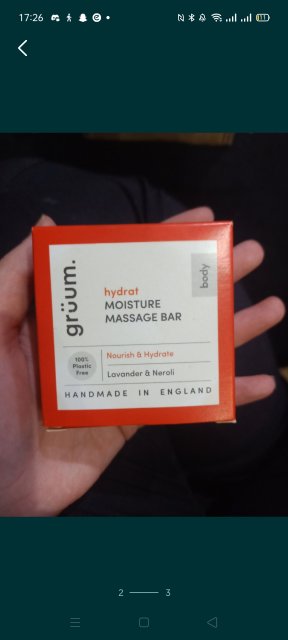 17:26
grüum.
hydrat
MOISTURE
MASSAGE BAR
body
100%
Plastic
Free
Nourish & Hydrate
Lavander & Neroli
HANDMADE IN ENGLAND
2
3